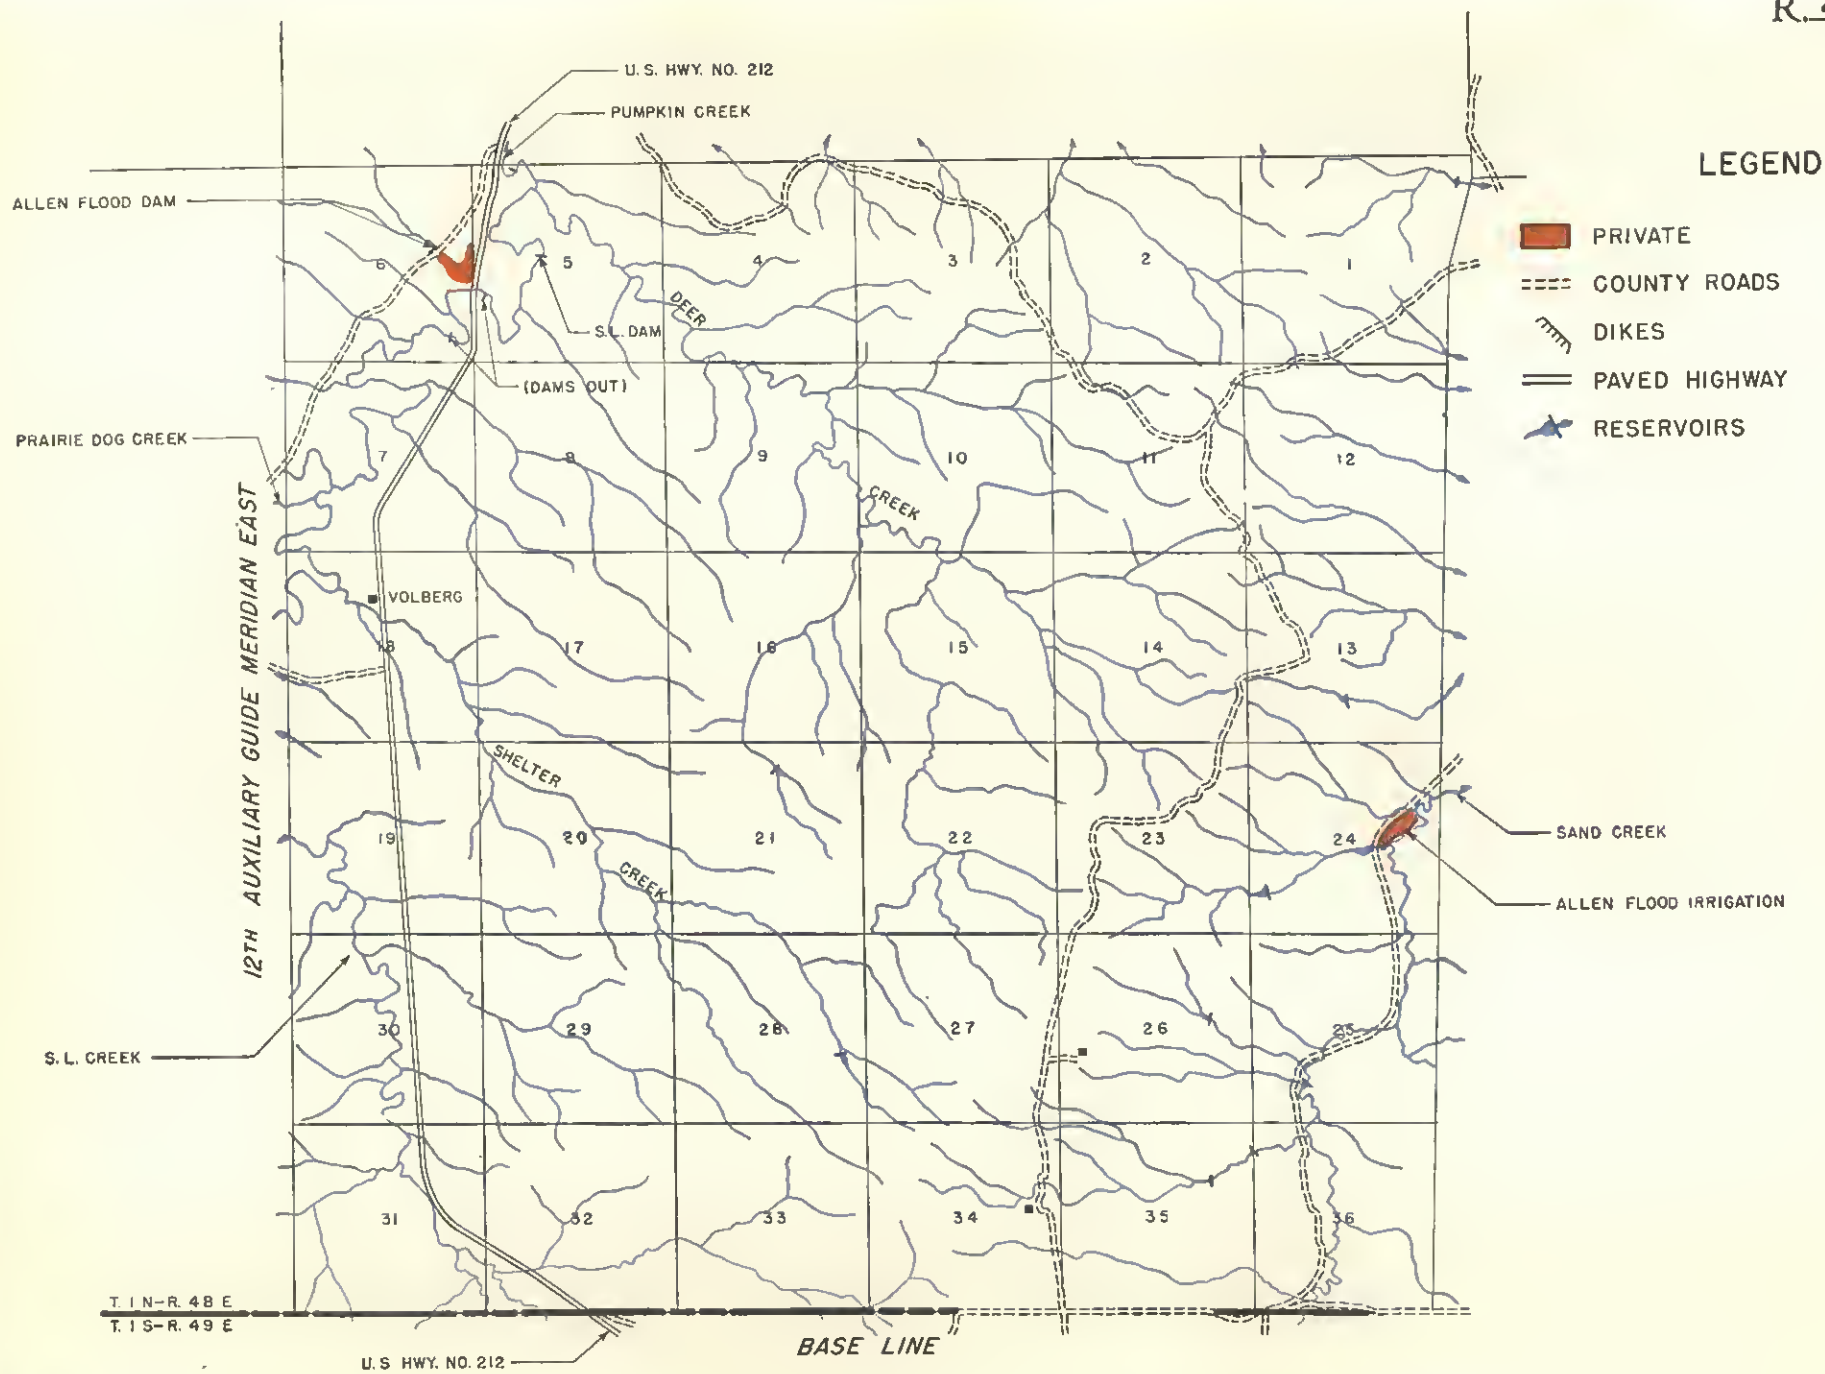 R.
U.S. HWY. NO. 212
PUMPKIN CREEK
LEGEND
ALLEN FLOOD DAM
PRIVATE
6 5 4 3 2 1
COUNTY ROADS
DEER
S.L. DAM
DIKES
(DAMS OUT)
PAVED HIGHWAY
RESERVOIRS
PRAIRIE DOG CREEK
7 8 9 10 11 12
CREEK
12TH AUXILIARY GUIDE MERIDIAN EAST
VOLBERG
18 17 16 15 14 13
SHELTER
19 20 21 22 23 24
SAND CREEK
CREEK
ALLEN FLOOD IRRIGATION
30 29 28 27 26 25
S.L. CREEK
31 32 33 34 35 36
T. 1 N-R. 48 E
T. 1 S-R. 49 E
BASE LINE
U.S HWY. NO. 212